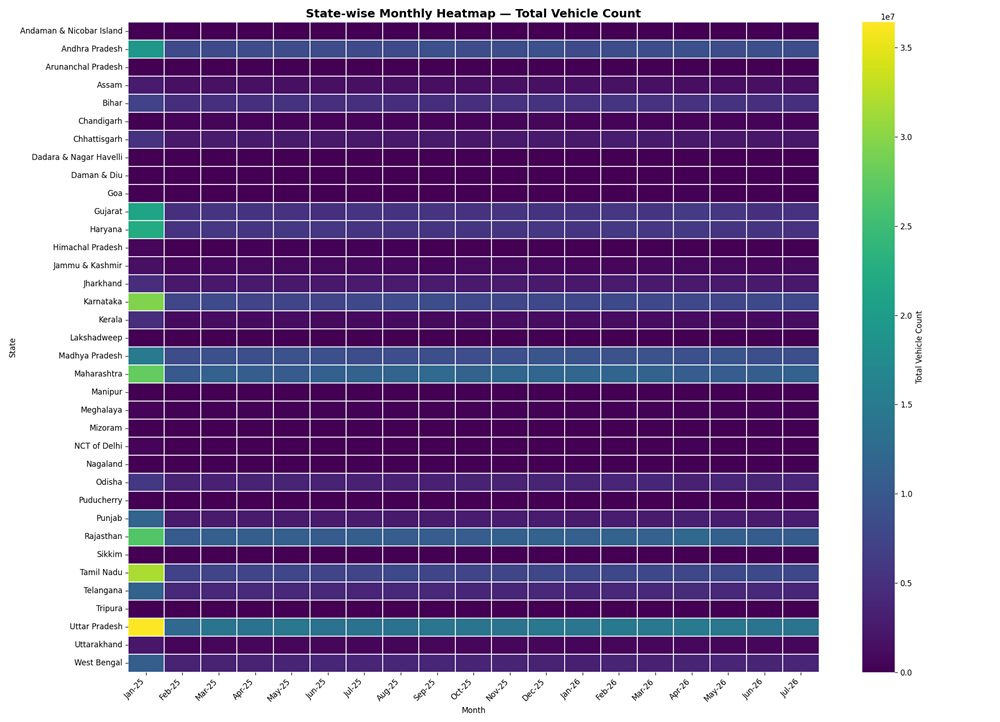 State-wise Monthly Heatmap — Total Vehicle Count
Andaman & Nicobar Island
Andhra Pradesh
Arunanchal Pradesh
Assam
Bihar
Chandigarh
Chhattisgarh
Dadara & Nagar Havelli
Daman & Diu
Goa
Gujarat
Haryana
Himachal Pradesh
Jammu & Kashmir
Jharkhand
Karnataka
Kerala
Lakshadweep
Madhya Pradesh
Maharashtra
Manipur
Meghalaya
Mizoram
NCT of Delhi
Nagaland
Odisha
Puducherry
Punjab
Rajasthan
Sikkim
Tamil Nadu
Telangana
Tripura
Uttar Pradesh
Uttarakhand
West Bengal
State
Jan-25
Feb-25
Mar-25
Apr-25
May-25
Jun-25
Jul-25
Aug-25
Sep-25
Oct-25
Nov-25
Dec-25
Jan-26
Feb-26
Mar-26
Apr-26
May-26
Jun-26
Jul-26
Month
1e7
3.5
3.0
2.5
2.0
1.5
1.0
0.5
0.0
Total Vehicle Count